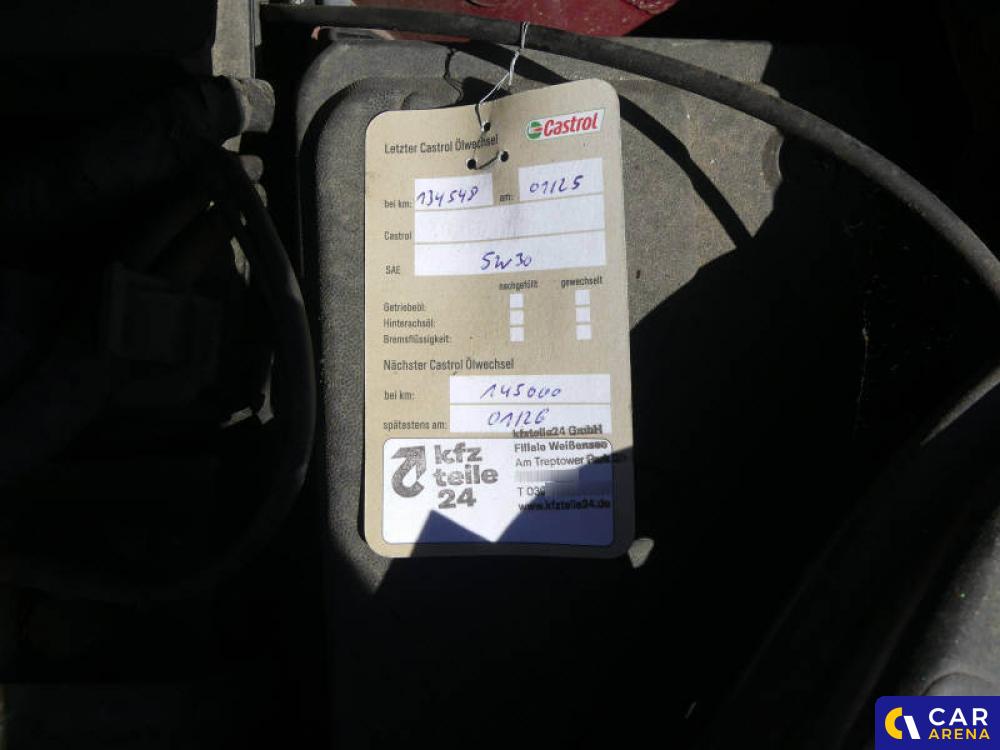 Castrol
Letzter Castrol Ölwechsel
bei km: 134548 am: 01/25
Castrol
SAE 5w30
nachgefüllt gewechselt
Getriebeöl:
Hinterachsöl:
Bremsflüssigkeit:
Nächster Castrol Ölwechsel
bei km: 145000
spätestens am: 01/26
kfz
teile
24
kfzteile24 GmbH
Filiale Weißensee
Am Treptower Park
T 030
www.kfzteile24.de
CAR
ARENA